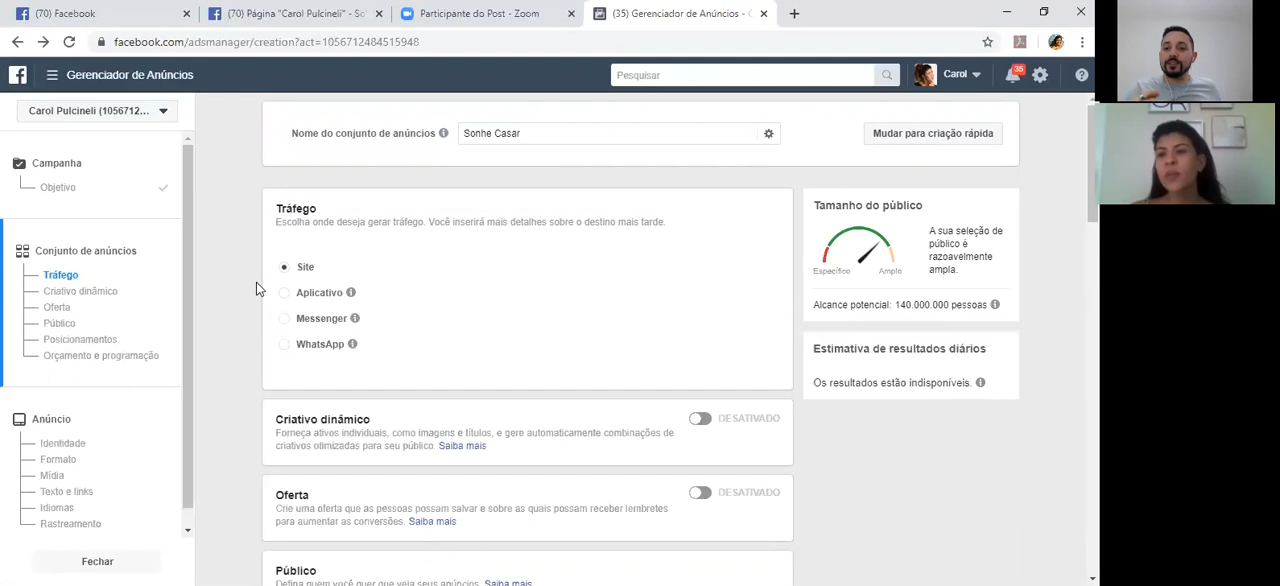 (70) Facebook
(70) Página "Carol Pulcineli" - So
Participante do Post - Zoom
(35) Gerenciador de Anúncios - C
facebook.com/adsmanager/creation?act=1056712484515948
Gerenciador de Anúncios
Pesquisar
Carol
35
Carol Pulcineli (1056712...
Nome do conjunto de anúncios
Sonhe Casar
Mudar para criação rápida
Campanha
Objetivo
Conjunto de anúncios
Tráfego
Criativo dinâmico
Oferta
Público
Posicionamentos
Orçamento e programação
Anúncio
Identidade
Formato
Mídia
Texto e links
Idiomas
Rastreamento
Fechar
Tráfego
Escolha onde deseja gerar tráfego. Você inserirá mais detalhes sobre o destino mais tarde.
Site
Aplicativo
Messenger
WhatsApp
Criativo dinâmico
DESATIVADO
Forneça ativos individuais, como imagens e títulos, e gere automaticamente combinações de
criativos otimizadas para seu público. Saiba mais
Oferta
DESATIVADO
Crie uma oferta que as pessoas possam salvar e sobre as quais possam receber lembretes
para aumentar as conversões. Saiba mais
Público
Defina quem você quer que veja seus anúncios. Saiba mais
Tamanho do público
Específico
Amplo
A sua seleção de
público é
razoavelmente
ampla.
Alcance potencial: 140.000.000 pessoas
Estimativa de resultados diários
Os resultados estão indisponíveis.